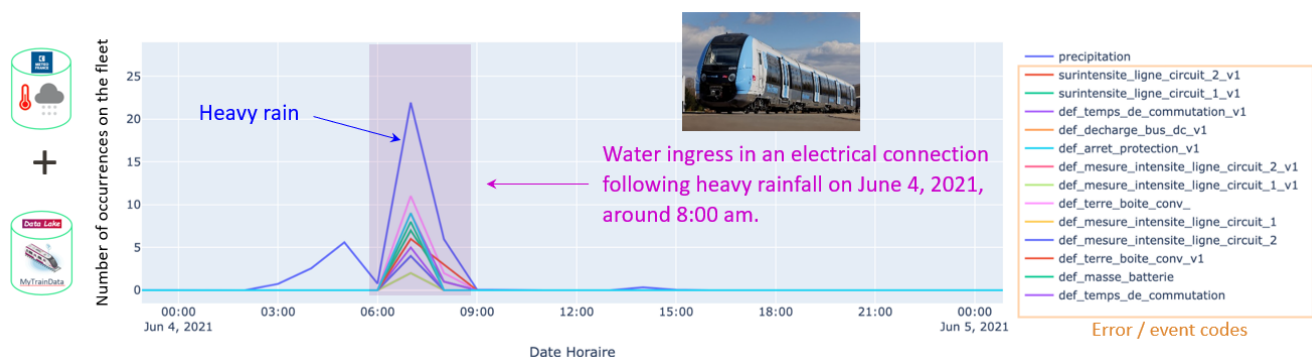 METEO FRANCE
+
Data Lake
MyTrainData
Number of occurrences on the fleet
25
20
15
10
5
0
00:00
Jun 4, 2021
03:00
06:00
09:00
12:00
15:00
18:00
21:00
00:00
Jun 5, 2021
Date Horaire
Heavy rain
Water ingress in an electrical connection
following heavy rainfall on June 4, 2021,
around 8:00 am.
precipitation
surintensite_ligne_circuit_2_v1
surintensite_ligne_circuit_1_v1
def_temps_de_commutation_v1
def_decharge_bus_dc_v1
def_arret_protection_v1
def_mesure_intensite_ligne_circuit_2_v1
def_mesure_intensite_ligne_circuit_1_v1
def_terre_boite_conv_
def_mesure_intensite_ligne_circuit_1
def_mesure_intensite_ligne_circuit_2
def_terre_boite_conv_v1
def_masse_batterie
def_temps_de_commutation
Error / event codes